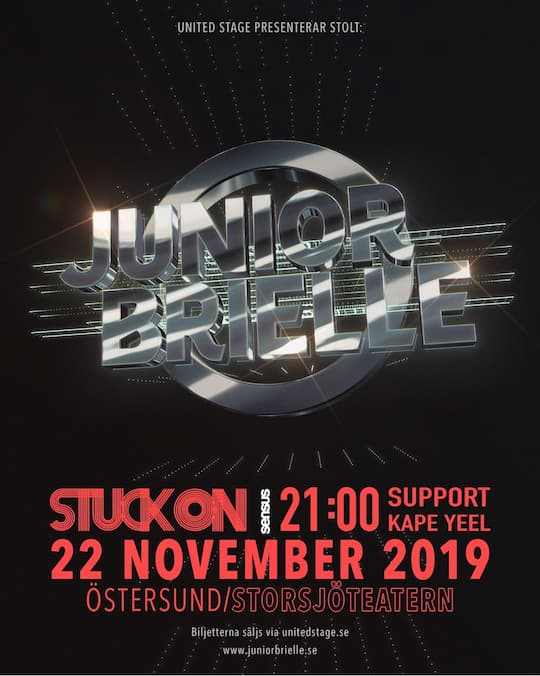 UNITED STAGE PRESENTERAR STOLT:
JUNIOR
BRIELLE
STUCK ON sensus 21:00 SUPPORT
KAPE YEEL
22 NOVEMBER 2019
ÖSTERSUND/STORSJÖTEATERN
Biljetterna säljs via unitedstage.se
www.juniorbrielle.se